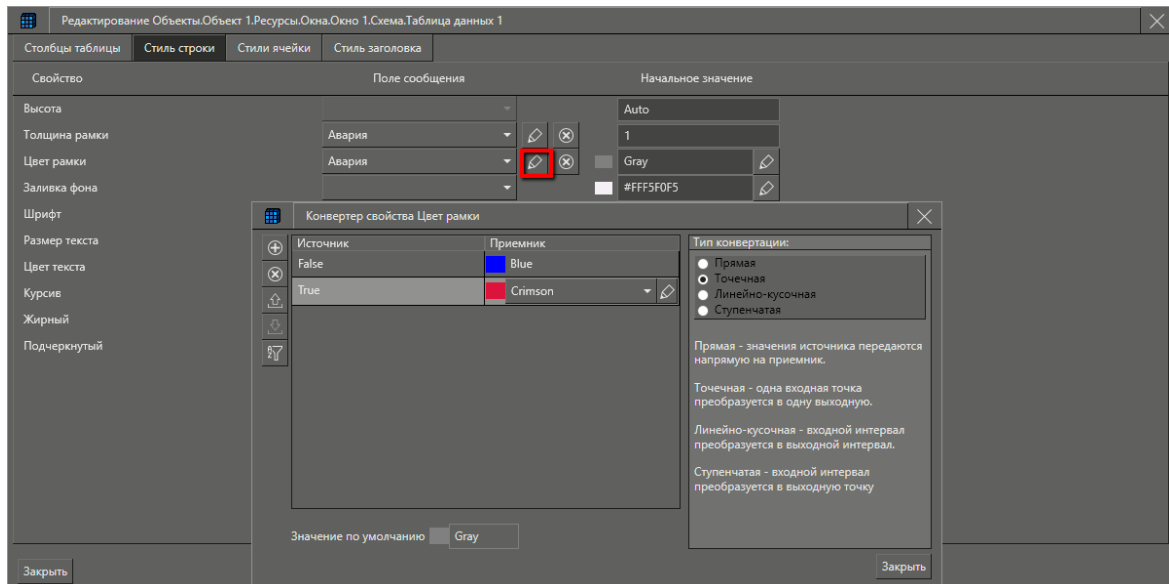 Редактирование Объекты.Объект 1.Ресурсы.Окна.Окно 1.Схема.Таблица данных 1
Столбцы таблицы Стиль строки Стили ячейки Стиль заголовка
Свойство Поле сообщения Начальное значение
Высота Auto
Толщина рамки Авария 1
Цвет рамки Авария Gray
Заливка фона #FFF5F0F5
Шрифт
Размер текста
Цвет текста
Курсив
Жирный
Подчеркнутый
Конвертер свойства Цвет рамки
Источник Приемник
False Blue
True Crimson
Тип конвертации:
Прямая
Точечная
Линейно-кусочная
Ступенчатая
Прямая - значения источника передаются
напрямую на приемник.
Точечная - одна входная точка
преобразуется в одну выходную.
Линейно-кусочная - входной интервал
преобразуется в выходной интервал.
Ступенчатая - входной интервал
преобразуется в выходную точку
Значение по умолчанию Gray
Закрыть
Закрыть